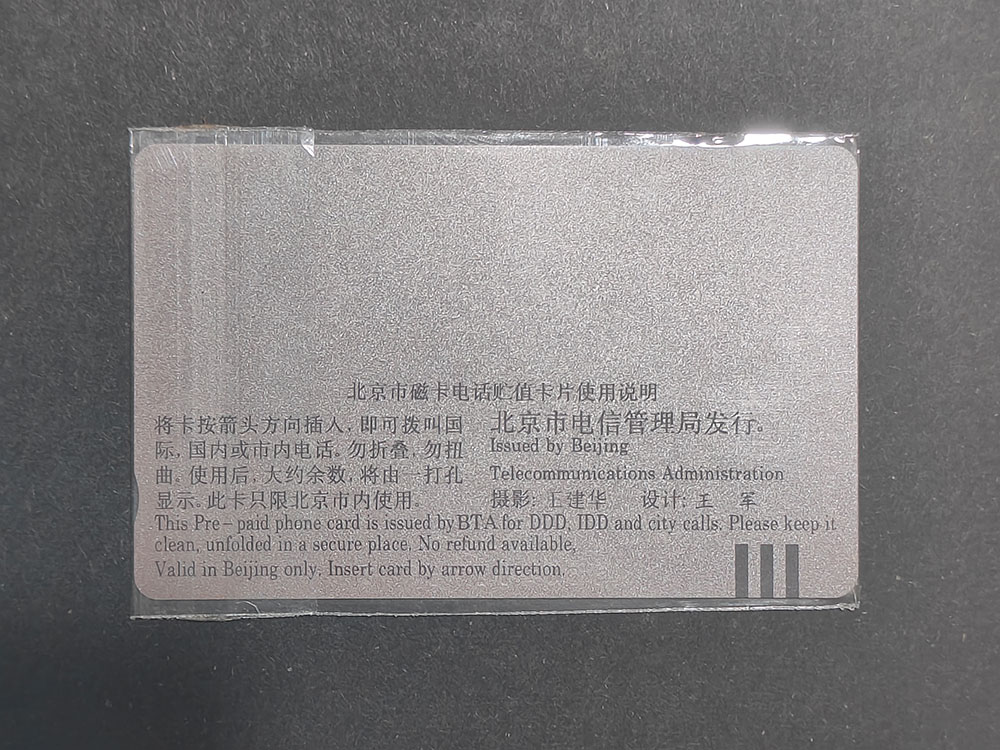 北京市磁卡电话贮值卡片使用说明
将卡按箭头方向插入,即可拨叫国
际,国内或市内电话。勿折叠,勿扭
曲。使用后,大约余数,将由一打孔
显示。此卡只限北京市内使用。
北京市电信管理局发行。
Issued by Beijing
Telecommunications Administration
摄影: 王建华 设计: 王 军
This Pre-paid phone card is issued by BTA for DDD, IDD and city calls. Please keep it
clean, unfolded in a secure place. No refund available,
Valid in Beijing only. Insert card by arrow direction.